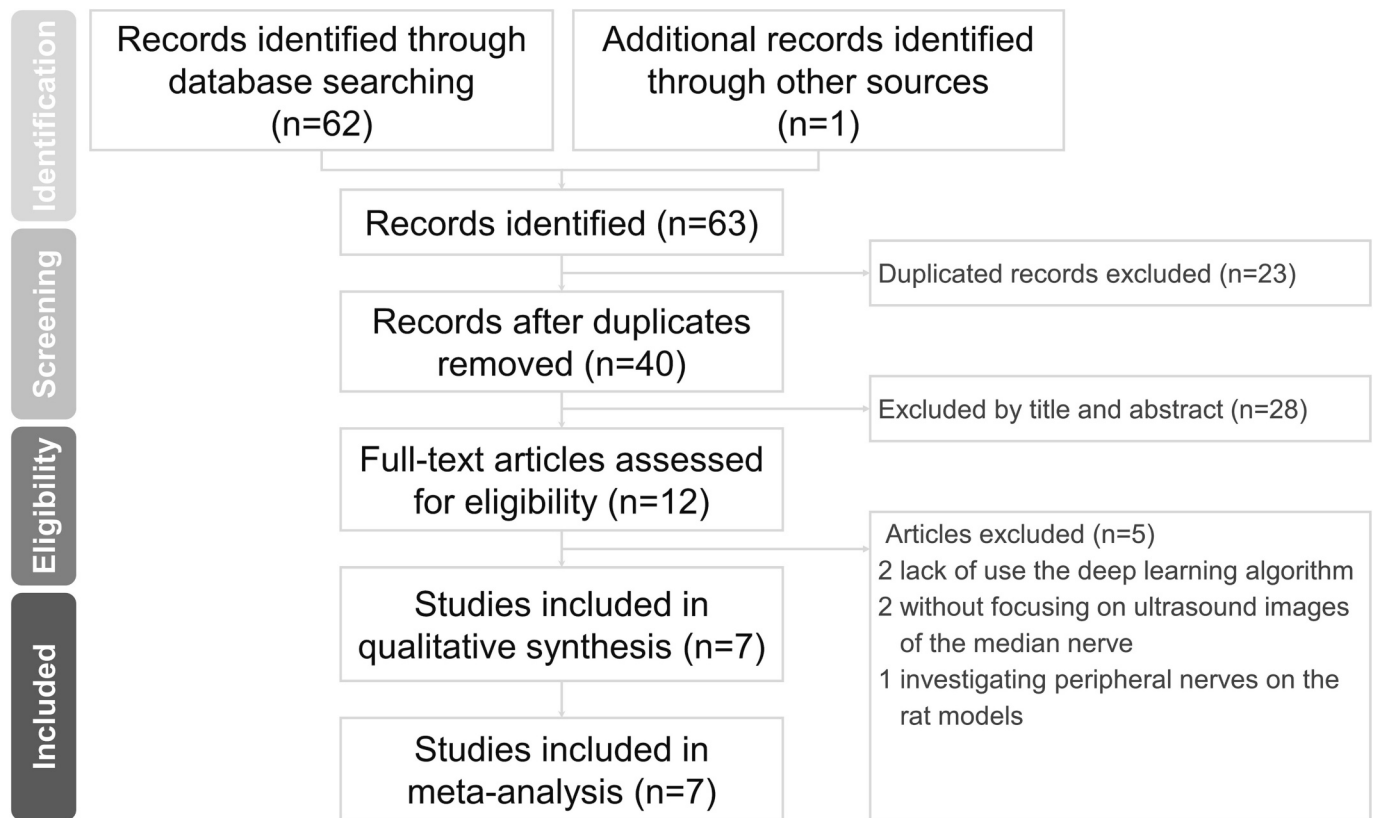 Identification
Records identified through
database searching
(n=62)
Additional records identified
through other sources
(n=1)
Records identified (n=63)
Screening
Duplicated records excluded (n=23)
Records after duplicates
removed (n=40)
Excluded by title and abstract (n=28)
Eligibility
Full-text articles assessed
for eligibility (n=12)
Articles excluded (n=5)
2 lack of use the deep learning algorithm
2 without focusing on ultrasound images
of the median nerve
1 investigating peripheral nerves on the
rat models
Included
Studies included in
qualitative synthesis (n=7)
Studies included in
meta-analysis (n=7)